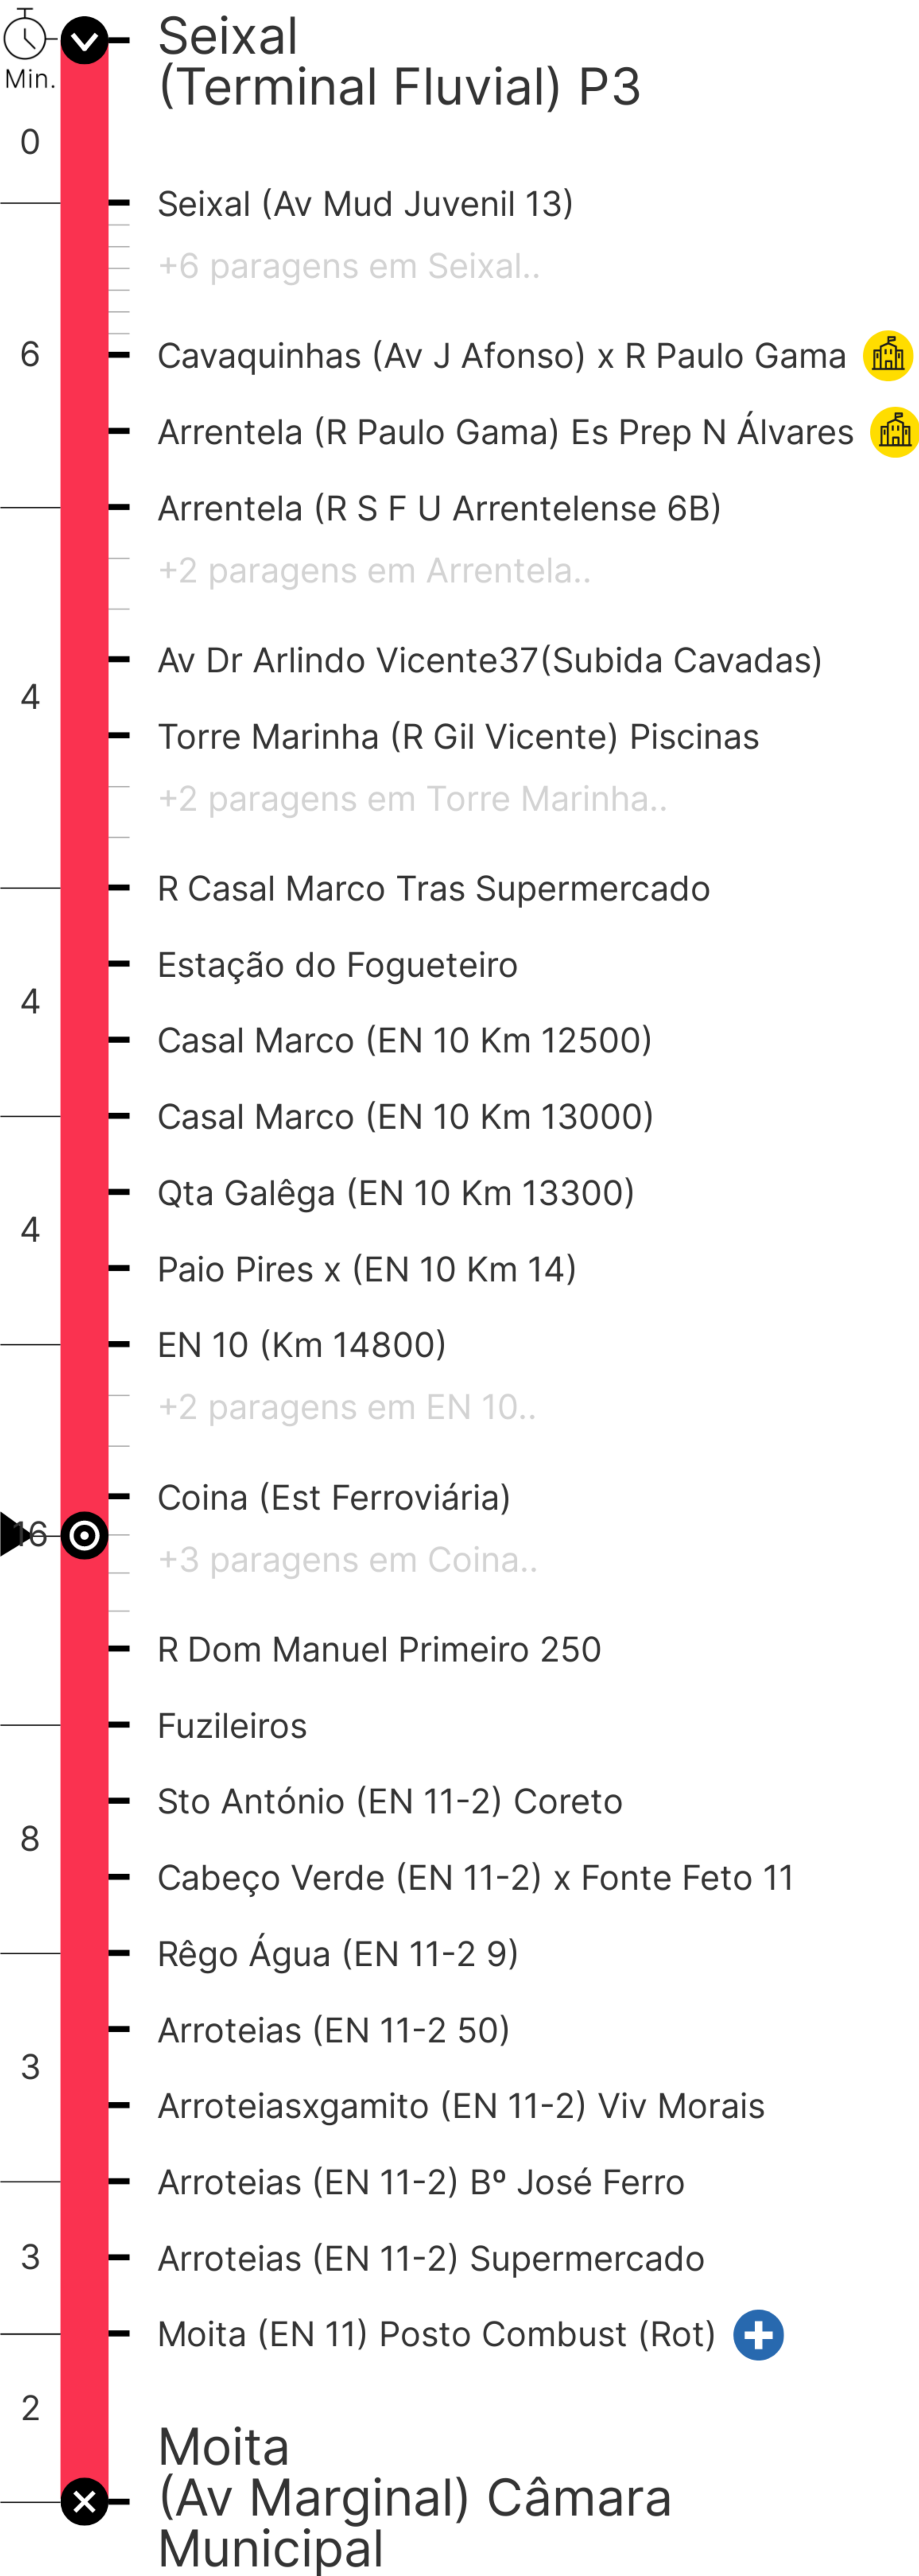 Min.
Seixal
(Terminal Fluvial) P3
0
Seixal (Av Mud Juvenil 13)
+6 paragens em Seixal..
6
Cavaquinhas (Av J Afonso) x R Paulo Gama
Arrentela (R Paulo Gama) Es Prep N Álvares
Arrentela (R S F U Arrentelense 6B)
+2 paragens em Arrentela..
Av Dr Arlindo Vicente37(Subida Cavadas)
4
Torre Marinha (R Gil Vicente) Piscinas
+2 paragens em Torre Marinha..
R Casal Marco Tras Supermercado
Estação do Fogueteiro
4
Casal Marco (EN 10 Km 12500)
Casal Marco (EN 10 Km 13000)
Qta Galêga (EN 10 Km 13300)
4
Paio Pires x (EN 10 Km 14)
EN 10 (Km 14800)
+2 paragens em EN 10..
Coina (Est Ferroviária)
16
+3 paragens em Coina..
R Dom Manuel Primeiro 250
Fuzileiros
Sto António (EN 11-2) Coreto
8
Cabeço Verde (EN 11-2) x Fonte Feto 11
Rêgo Água (EN 11-2 9)
Arroteias (EN 11-2 50)
3
Arroteiasxgamito (EN 11-2) Viv Morais
Arroteias (EN 11-2) Bº José Ferro
3
Arroteias (EN 11-2) Supermercado
Moita (EN 11) Posto Combust (Rot)
2
Moita
(Av Marginal) Câmara
Municipal